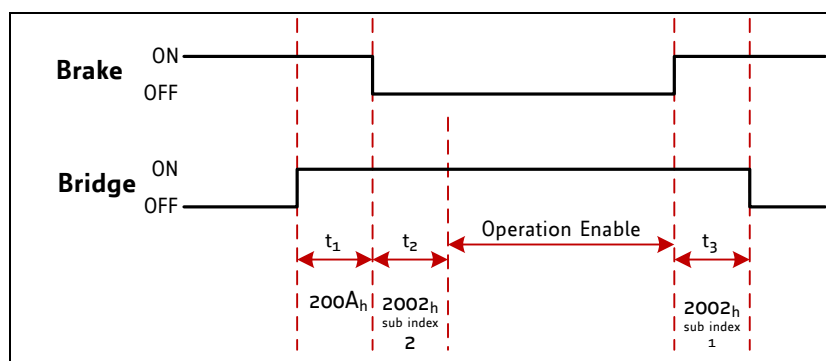 Brake
ON
OFF
Bridge
ON
OFF
Operation Enable
t₁
t₂
t₃
200Aₕ
2002ₕ
sub index
2
2002ₕ
sub index
1